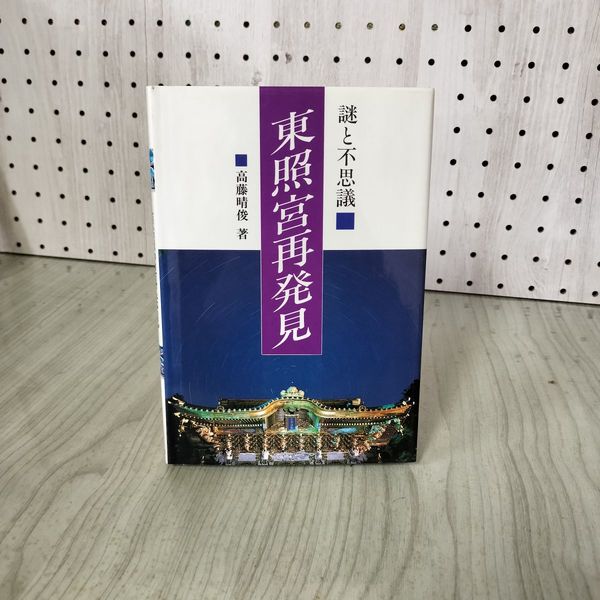 謎と不思議
東照宮再発見
高藤晴俊 著